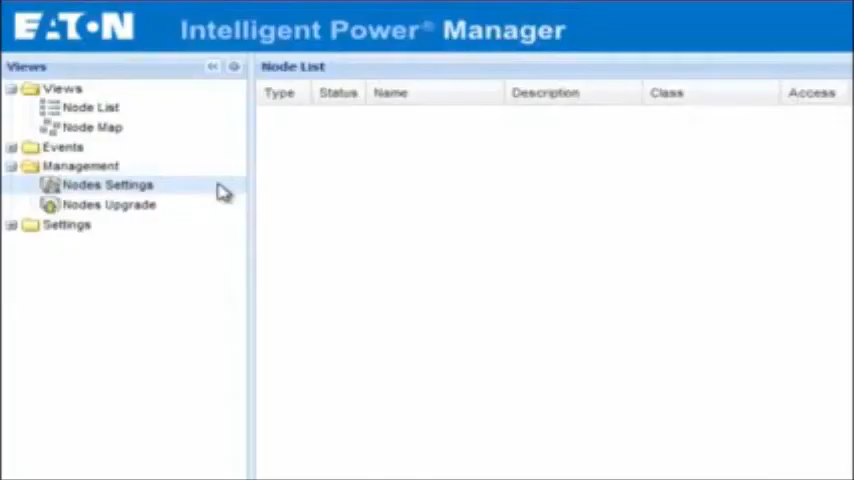 EATON Intelligent Power® Manager
Views
Views
Node List
Node Map
Events
Management
Nodes Settings
Nodes Upgrade
Settings
Node List
Type Status Name Description Class Access